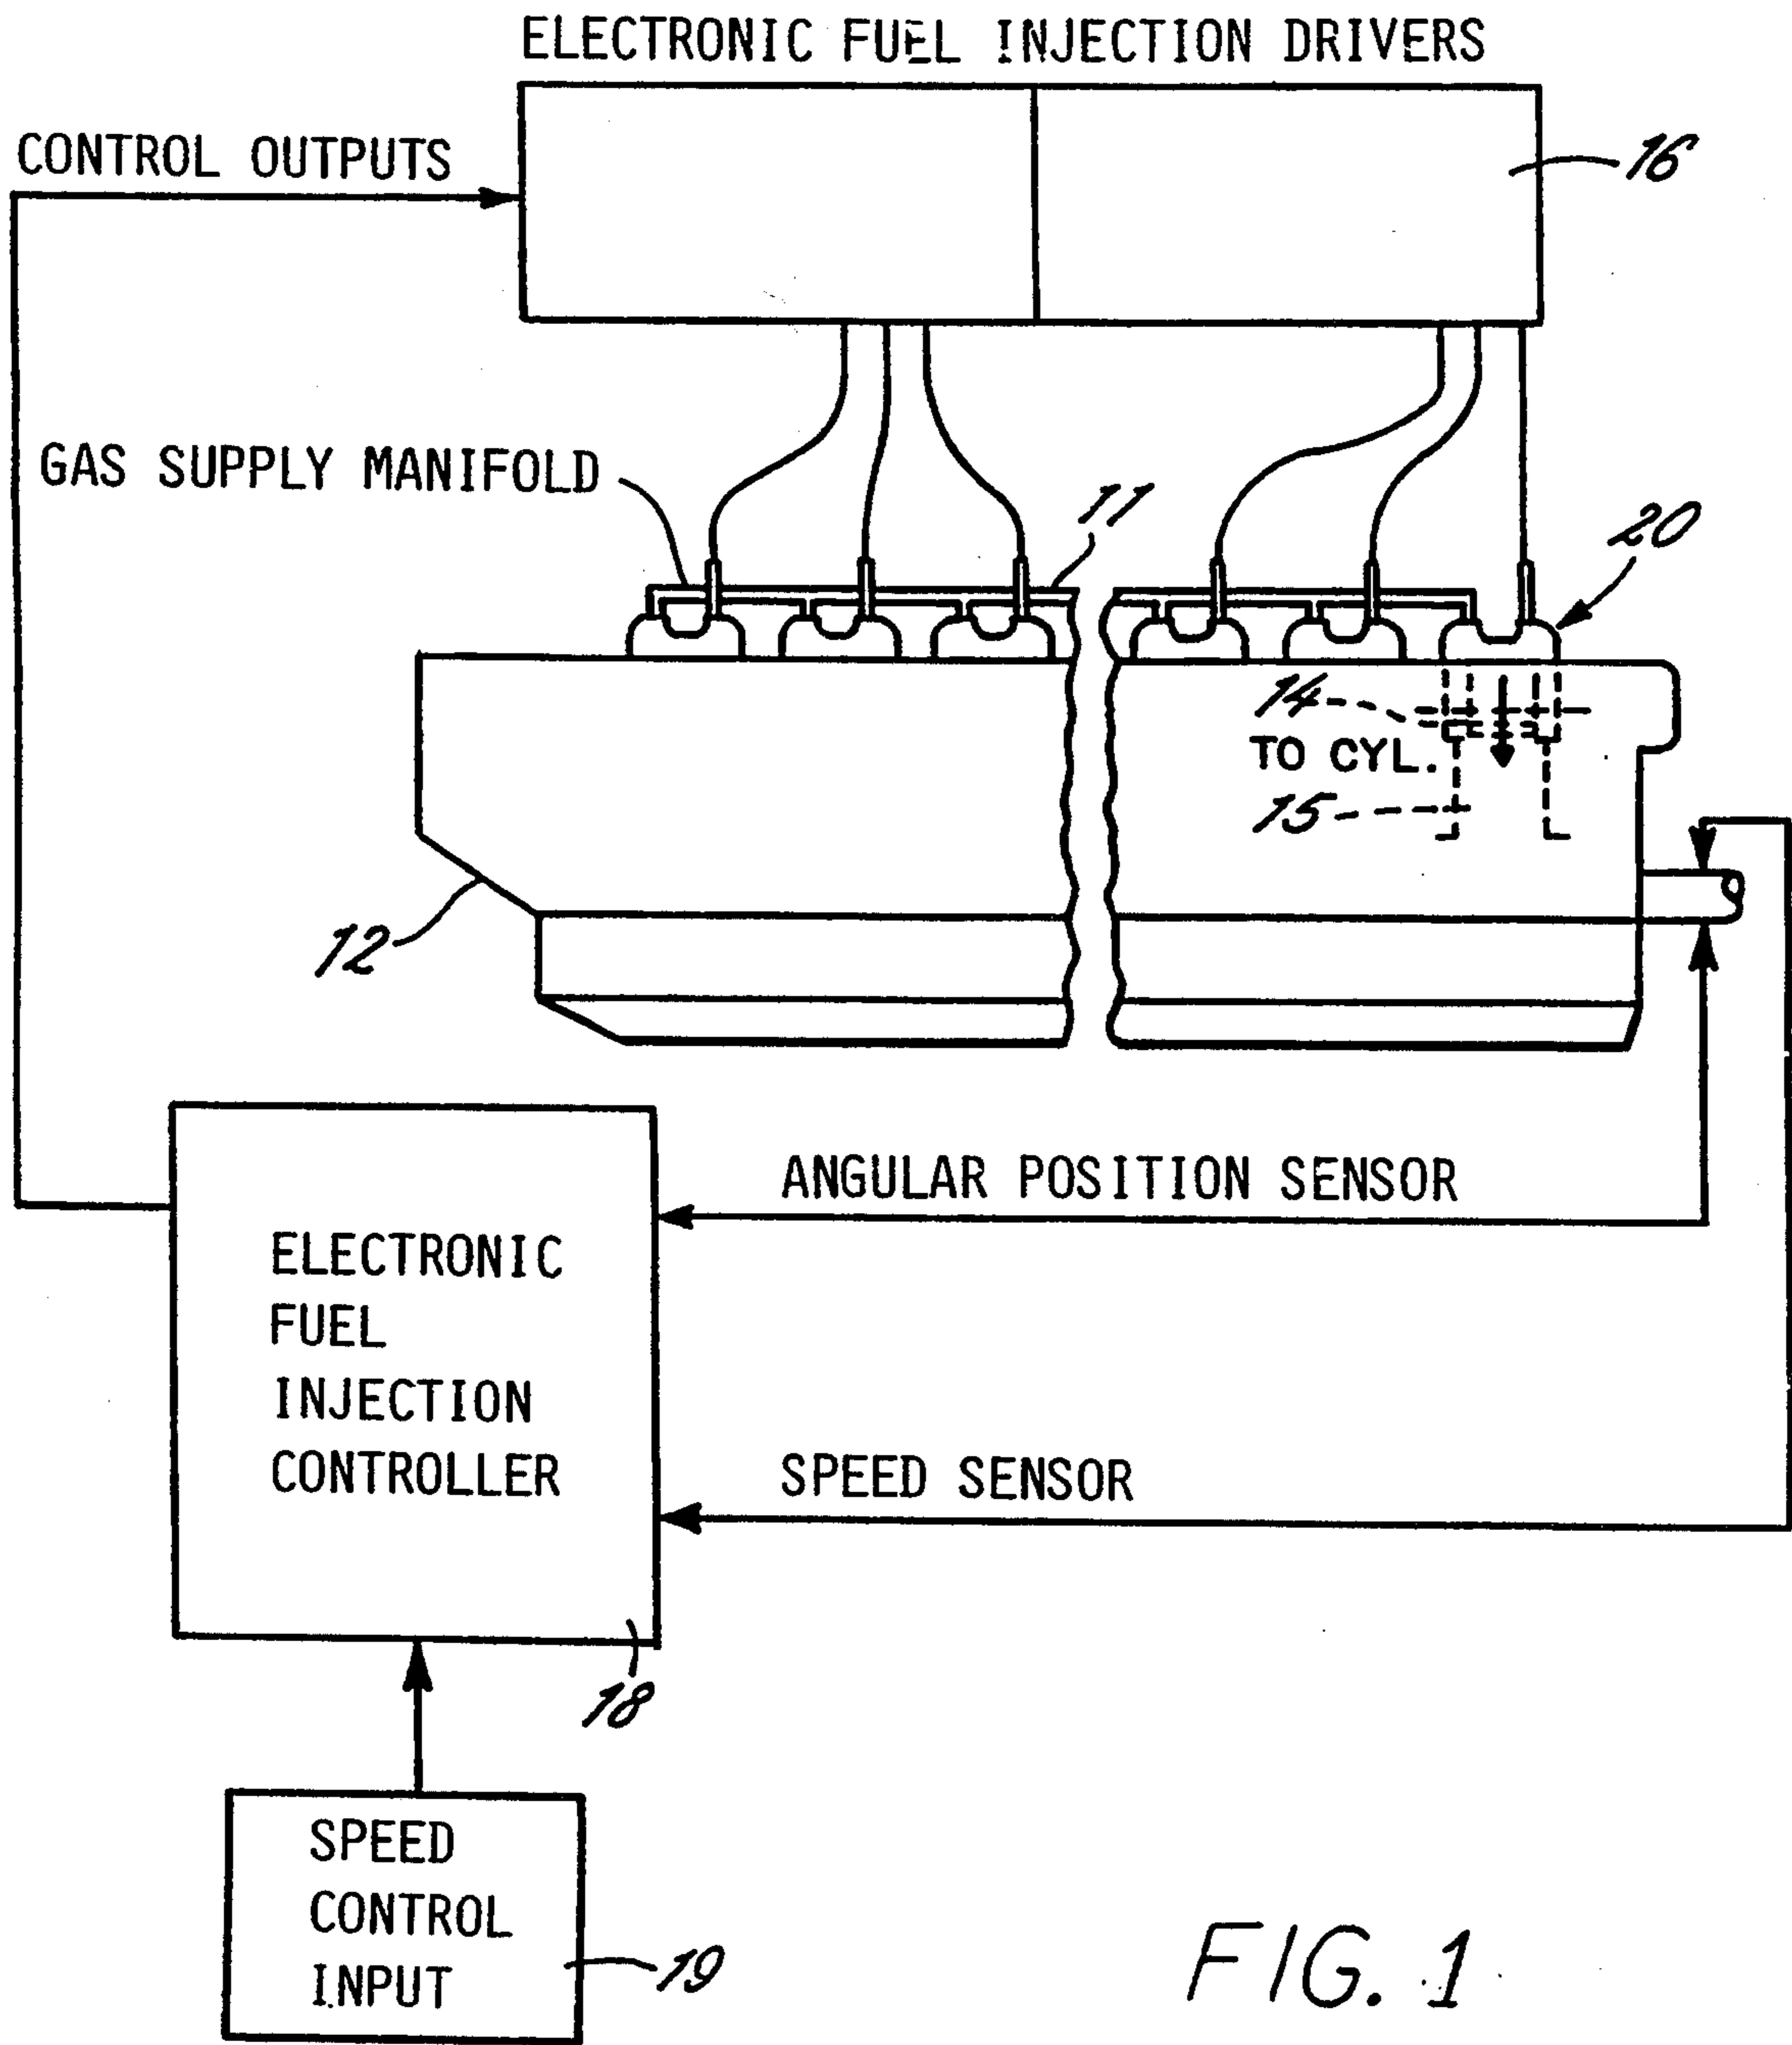 ELECTRONIC FUEL INJECTION DRIVERS
CONTROL OUTPUTS
16
GAS SUPPLY MANIFOLD
11
20
14
TO CYL.
15
12
ANGULAR POSITION SENSOR
ELECTRONIC
FUEL
INJECTION
CONTROLLER
SPEED SENSOR
18
SPEED
CONTROL
INPUT
19
FIG. 1